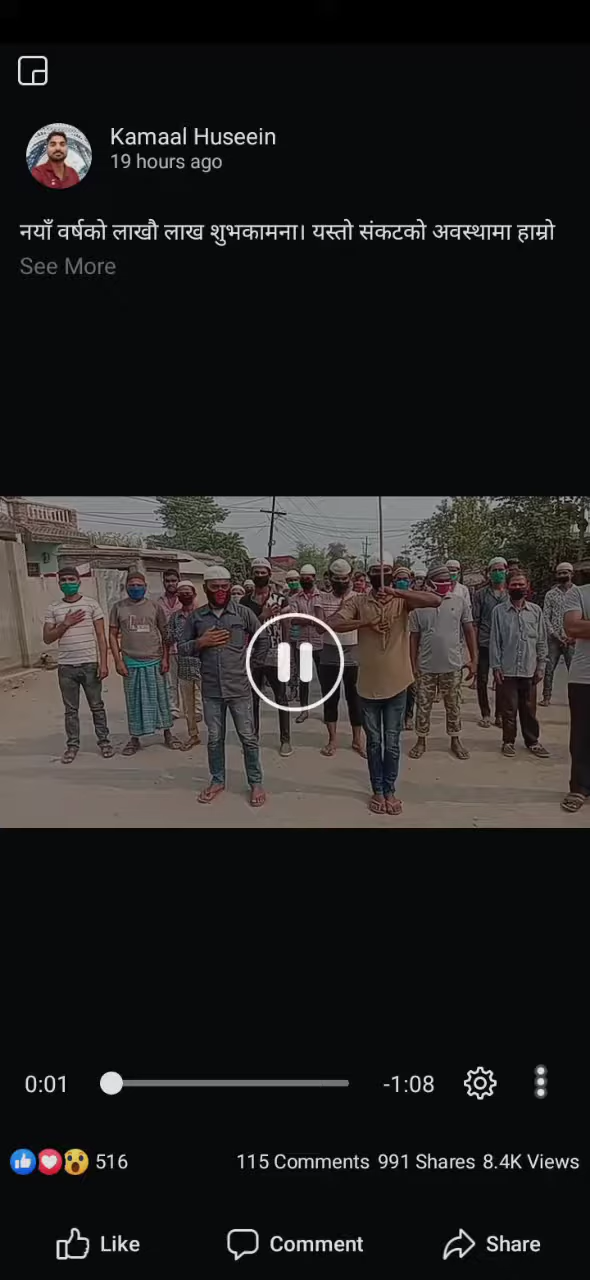 Kamaal Huseein
19 hours ago
नयाँ वर्षको लाखौ लाख शुभकामना। यस्तो संकटको अवस्थामा हाम्रो
See More
0:01 -1:08
516 115 Comments 991 Shares 8.4K Views
Like Comment Share